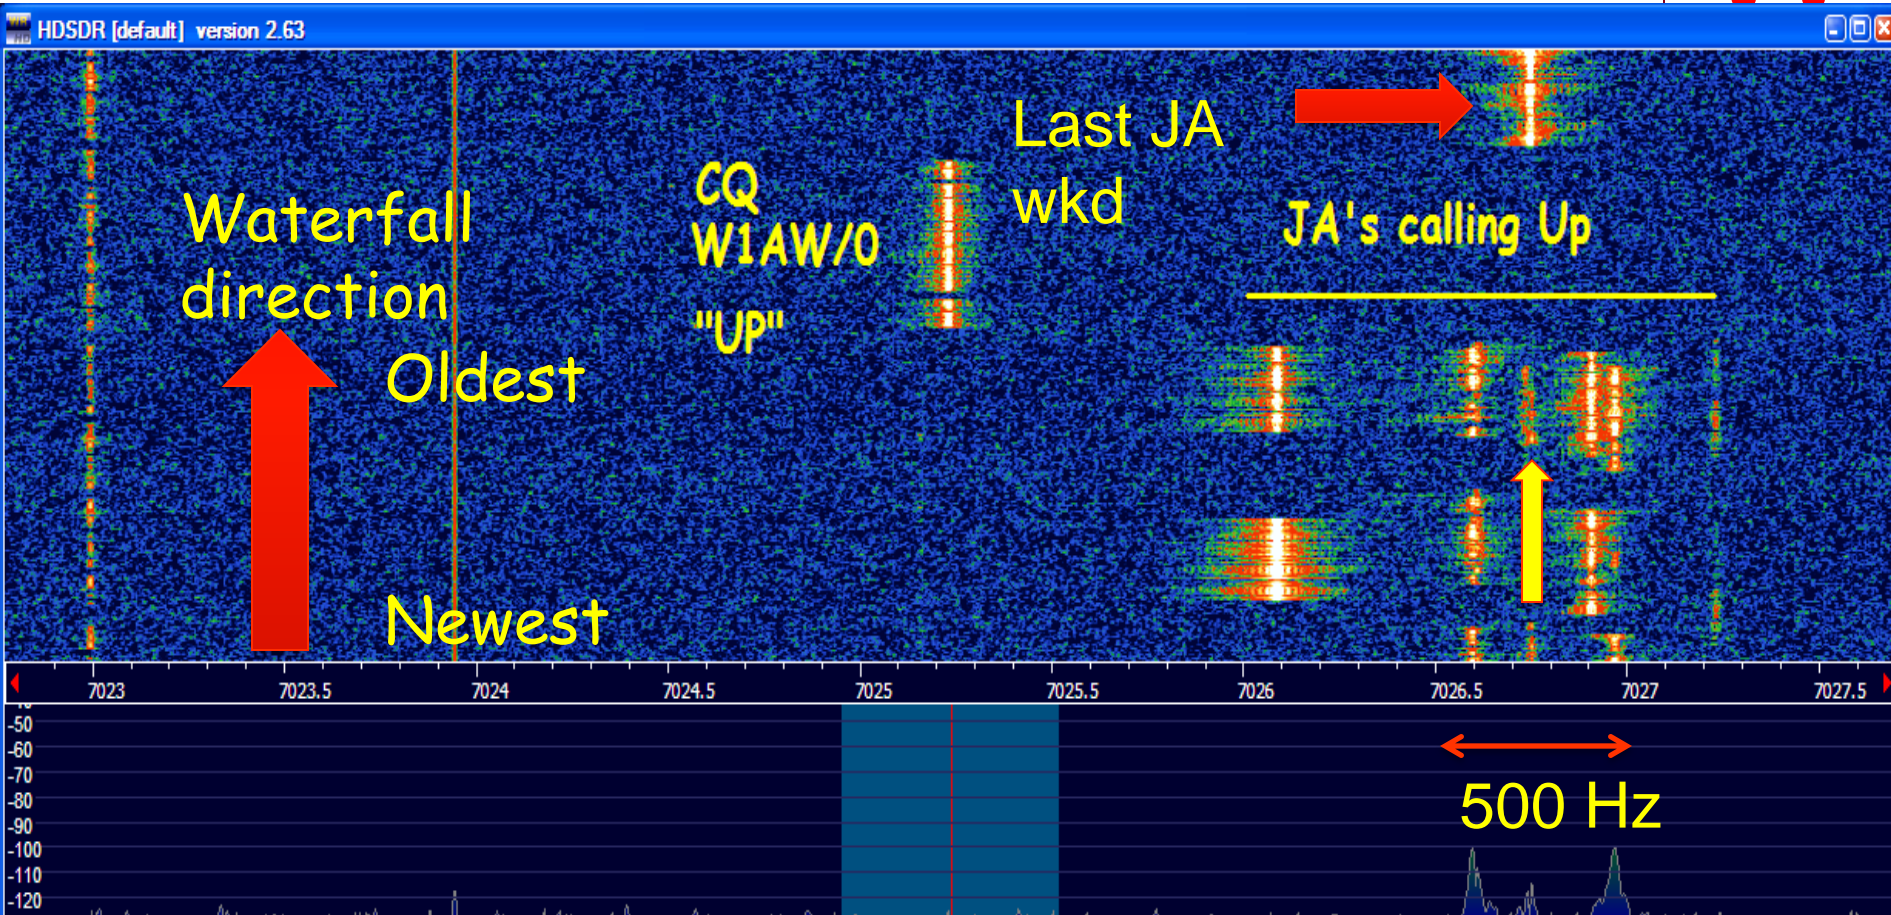 HDSDR [default] version 2.63
Last JA
wkd
CQ
W1AW/0
"UP"
Waterfall
direction
JA's calling Up
Oldest
Newest
7023 7023.5 7024 7024.5 7025 7025.5 7026 7026.5 7027 7027.5
-50
-60
-70
-80
-90
-100
-110
-120
500 Hz